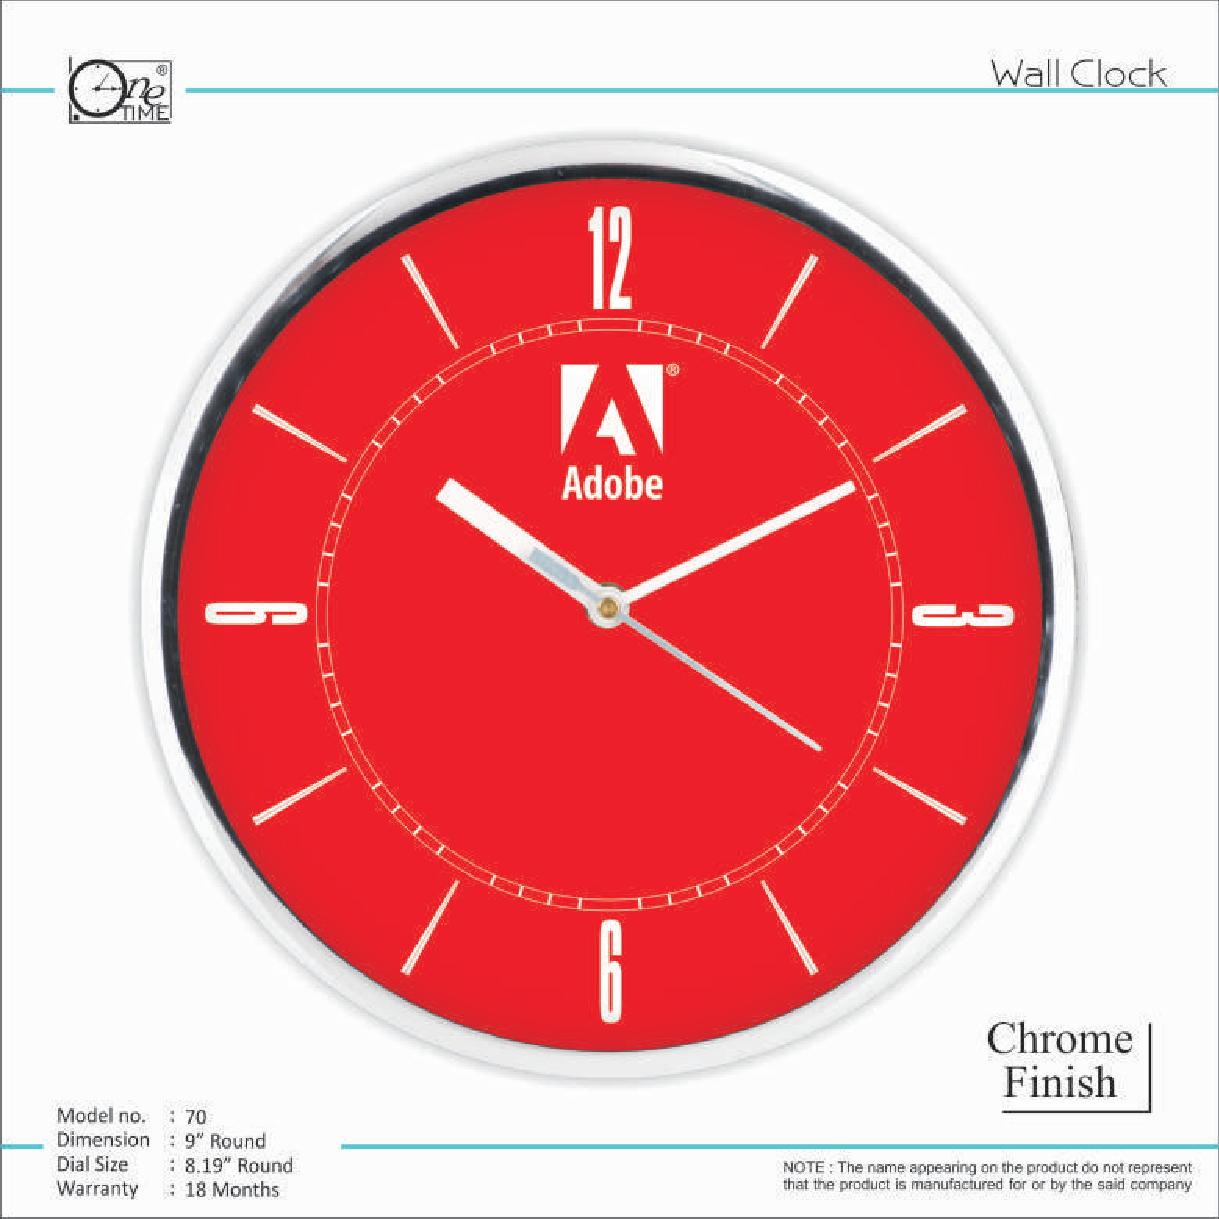 One ®
TIME
Wall Clock
12
®
Adobe
9
3
6
Chrome
Finish
Model no. : 70
Dimension : 9” Round
Dial Size : 8.19” Round
Warranty : 18 Months
NOTE : The name appearing on the product do not represent
that the product is manufactured for or by the said company